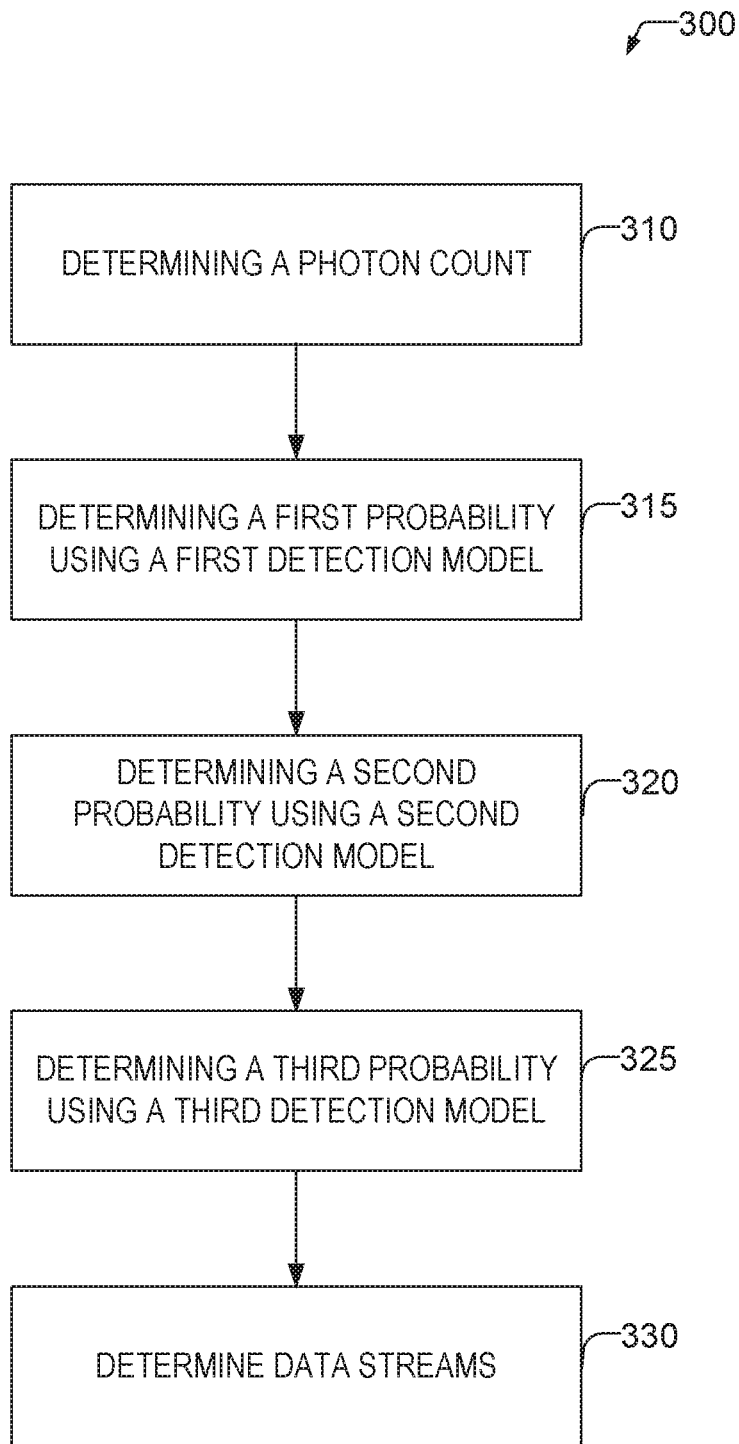 300
DETERMINING A PHOTON COUNT
310
DETERMINING A FIRST PROBABILITY
USING A FIRST DETECTION MODEL
315
DETERMINING A SECOND
PROBABILITY USING A SECOND
DETECTION MODEL
320
DETERMINING A THIRD PROBABILITY
USING A THIRD DETECTION MODEL
325
DETERMINE DATA STREAMS
330